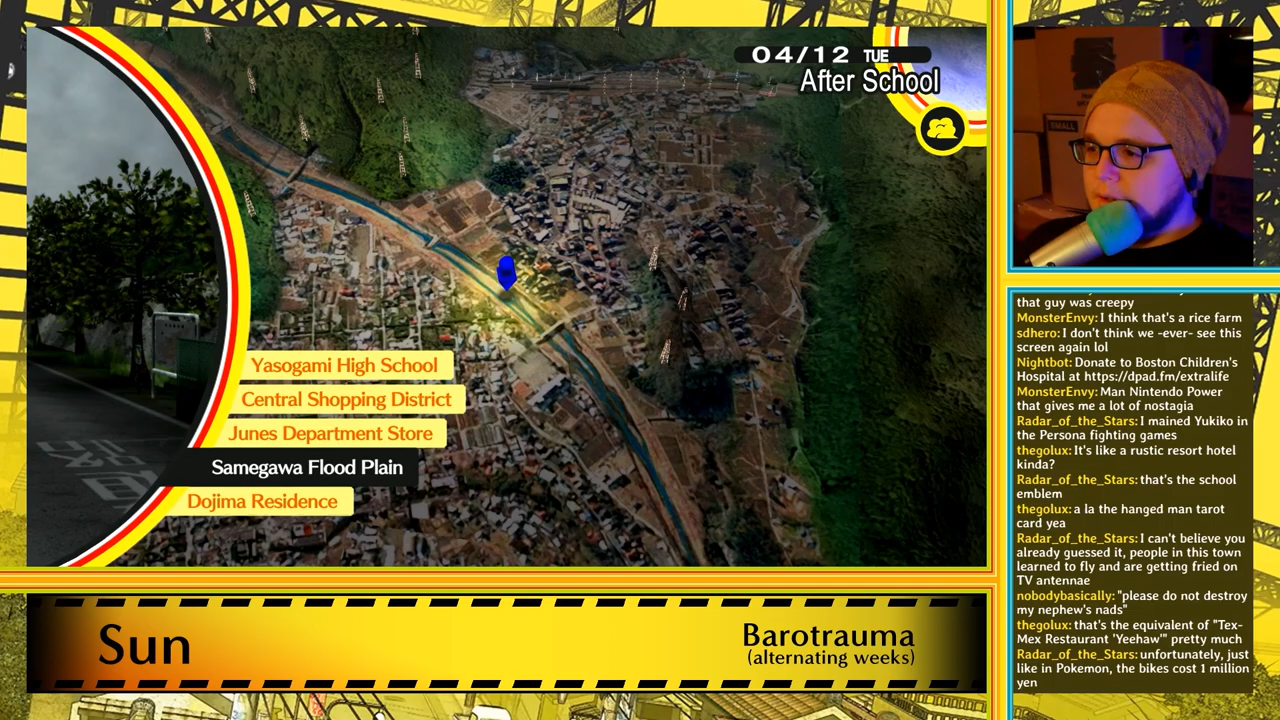 04/12 TUE
After School
Yasogami High School
Central Shopping District
Junes Department Store
Samegawa Flood Plain
Dojima Residence
SMALL
that guy was creepy
MonsterEnvy: I think that's a rice farm
sdhero: I don't think we -ever- see this
screen again lol
Nightbot: Donate to Boston Children's
Hospital at https://dpad.fm/extralife
MonsterEnvy: Man Nintendo Power
that gives me a lot of nostagia
Radar_of_the_Stars: I mained Yukiko in
the Persona fighting games
thegolux: It's like a rustic resort hotel
kinda?
Radar_of_the_Stars: that's the school
emblem
thegolux: a la the hanged man tarot
card yea
Radar_of_the_Stars: I can't believe you
already guessed it, people in this town
learned to fly and are getting fried on
TV antennae
nobodybasically: "please do not destroy
my nephew's nads"
thegolux: that's the equivalent of "Tex-
Mex Restaurant 'Yeehaw'" pretty much
Radar_of_the_Stars: unfortunately, just
like in Pokemon, the bikes cost 1 million
yen
Sun
Barotrauma
(alternating weeks)